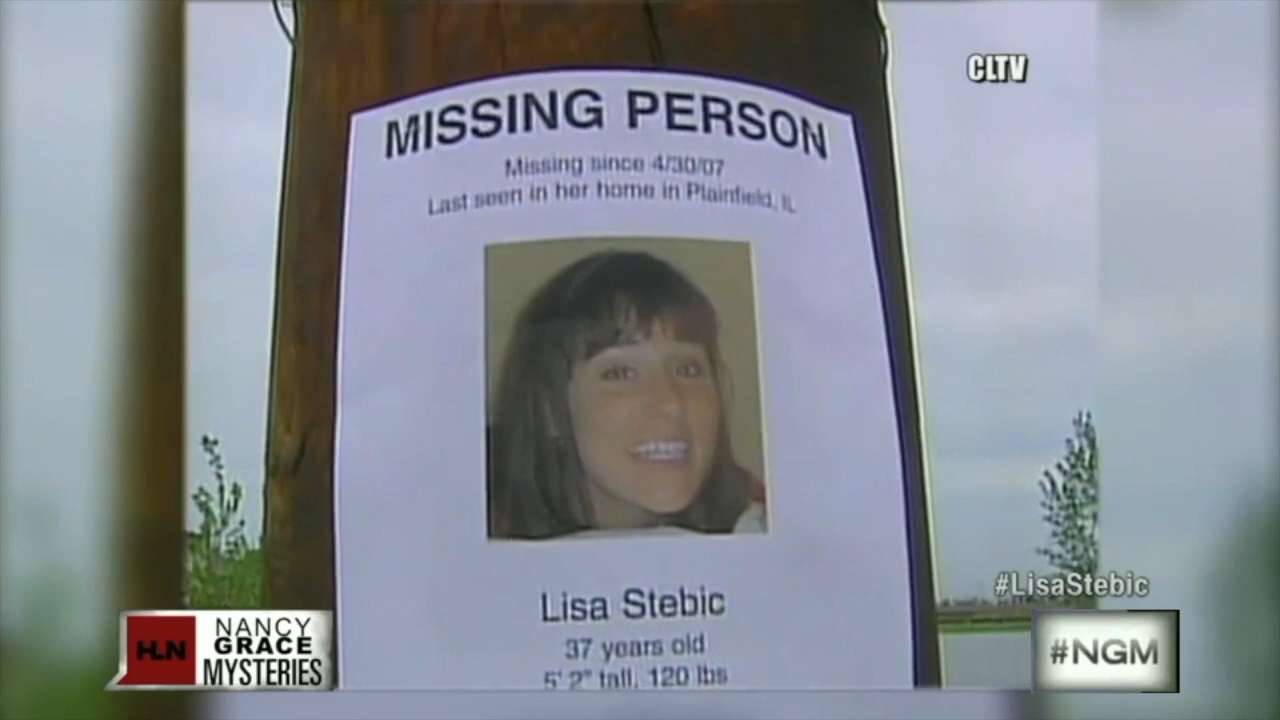 CLTV
MISSING PERSON
Missing since 4/30/07
Last seen in her home in Plainfield, IL
Lisa Stebic
37 years old
5' 2" tall, 120 lbs
#LisaStebic
HLN
NANCY
GRACE
MYSTERIES
#NGM